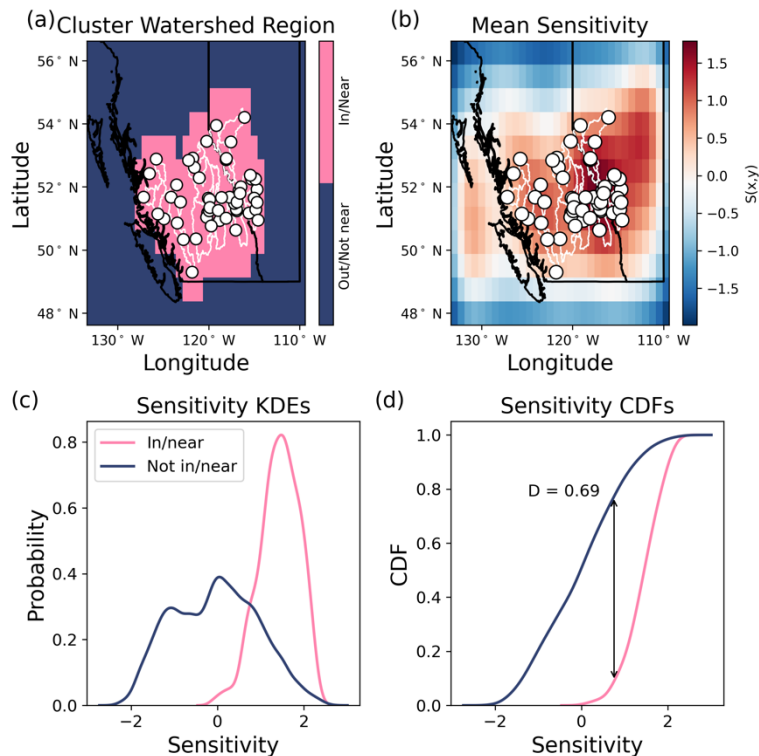 (a)
Cluster Watershed Region
56° N
54° N
52° N
50° N
48° N
Latitude
130° W
120° W
110° W
Longitude
In/Near
Out/Not near
(b)
Mean Sensitivity
56° N
54° N
52° N
50° N
48° N
Latitude
130° W
120° W
110° W
Longitude
1.5
1.0
0.5
0.0
−0.5
−1.0
−1.5
S(x,y)
(c)
Sensitivity KDEs
In/near
Not in/near
0.8
0.6
0.4
0.2
0.0
Probability
−2
0
2
Sensitivity
(d)
Sensitivity CDFs
D = 0.69
1.0
0.8
0.6
0.4
0.2
0.0
CDF
−2
0
2
Sensitivity